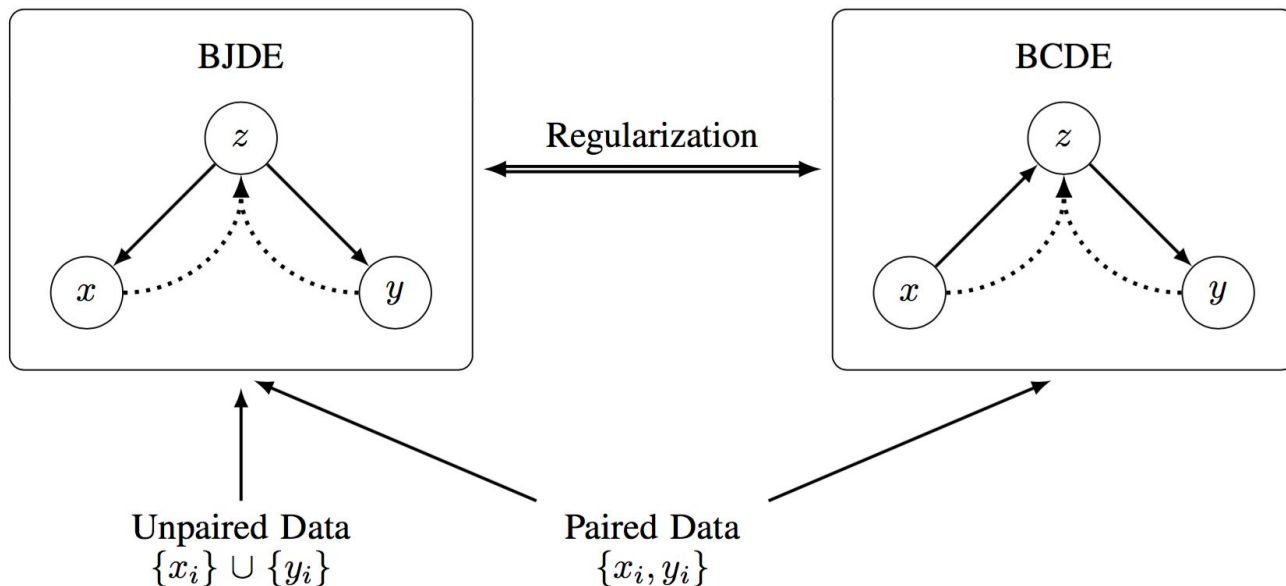 BJDE
z
x
y
Regularization
BCDE
z
x
y
Unpaired Data
{x_i} ∪ {y_i}
Paired Data
{x_i, y_i}